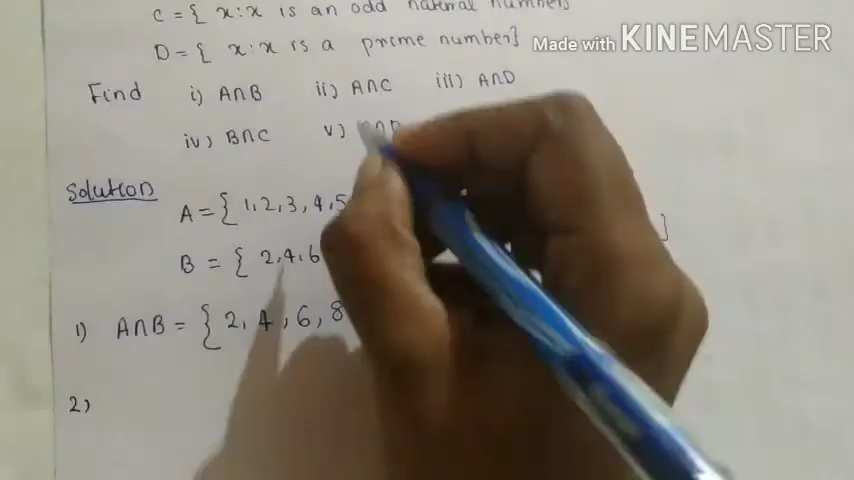 C = { x : x is an odd natural numbers
D = { x : x is a prime number}
Made with KINEMASTER
Find i) A∩B ii) A∩C iii) A∩D
iv) B∩C v)
Solution
A = { 1, 2, 3, 4, 5
B = { 2, 4, 6
1) A∩B = { 2, 4, 6, 8
2)